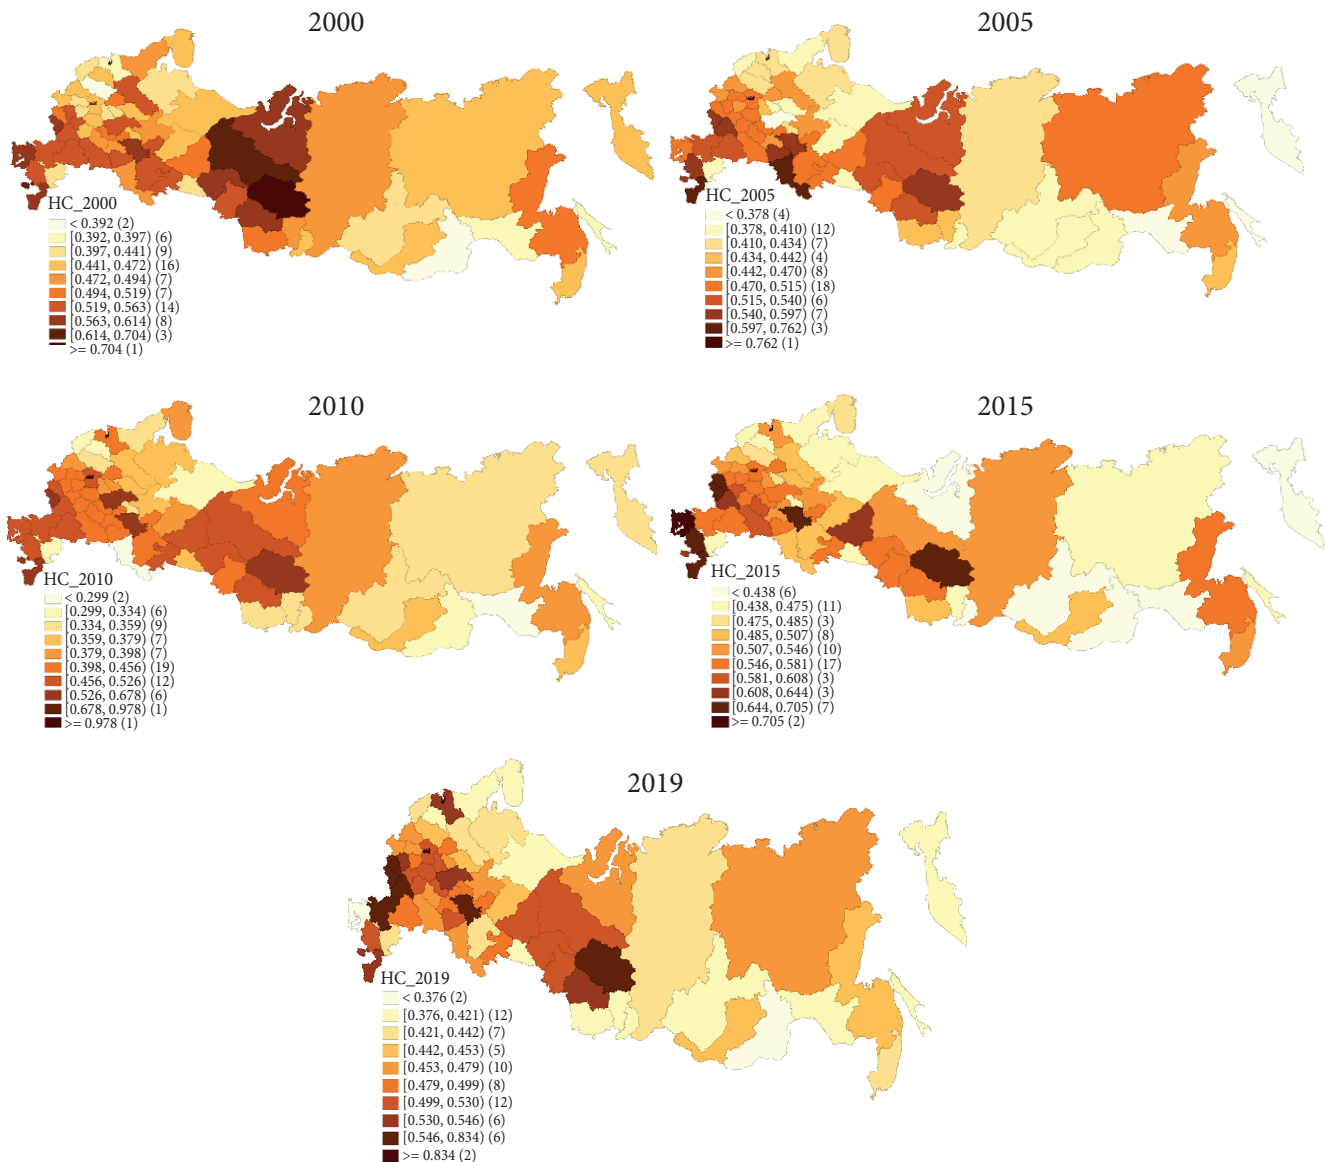 2000
HC_2000
< 0.392 (2)
[0.392, 0.397) (6)
[0.397, 0.441) (9)
[0.441, 0.472) (16)
[0.472, 0.494) (7)
[0.494, 0.519) (7)
[0.519, 0.563) (14)
[0.563, 0.614) (8)
[0.614, 0.704) (3)
>= 0.704 (1)
2005
HC_2005
< 0.378 (4)
[0.378, 0.410) (12)
[0.410, 0.434) (7)
[0.434, 0.442) (4)
[0.442, 0.470) (8)
[0.470, 0.515) (18)
[0.515, 0.540) (6)
[0.540, 0.597) (7)
[0.597, 0.762) (3)
>= 0.762 (1)
2010
HC_2010
< 0.299 (2)
[0.299, 0.334) (6)
[0.334, 0.359) (9)
[0.359, 0.379) (7)
[0.379, 0.398) (7)
[0.398, 0.456) (19)
[0.456, 0.526) (12)
[0.526, 0.678) (6)
[0.678, 0.978) (1)
>= 0.978 (1)
2015
HC_2015
< 0.438 (6)
[0.438, 0.475) (11)
[0.475, 0.485) (3)
[0.485, 0.507) (8)
[0.507, 0.546) (10)
[0.546, 0.581) (17)
[0.581, 0.608) (3)
[0.608, 0.644) (3)
[0.644, 0.705) (7)
>= 0.705 (2)
2019
HC_2019
< 0.376 (2)
[0.376, 0.421) (12)
[0.421, 0.442) (7)
[0.442, 0.453) (5)
[0.453, 0.479) (10)
[0.479, 0.499) (8)
[0.499, 0.530) (12)
[0.530, 0.546) (6)
[0.546, 0.834) (6)
>= 0.834 (2)